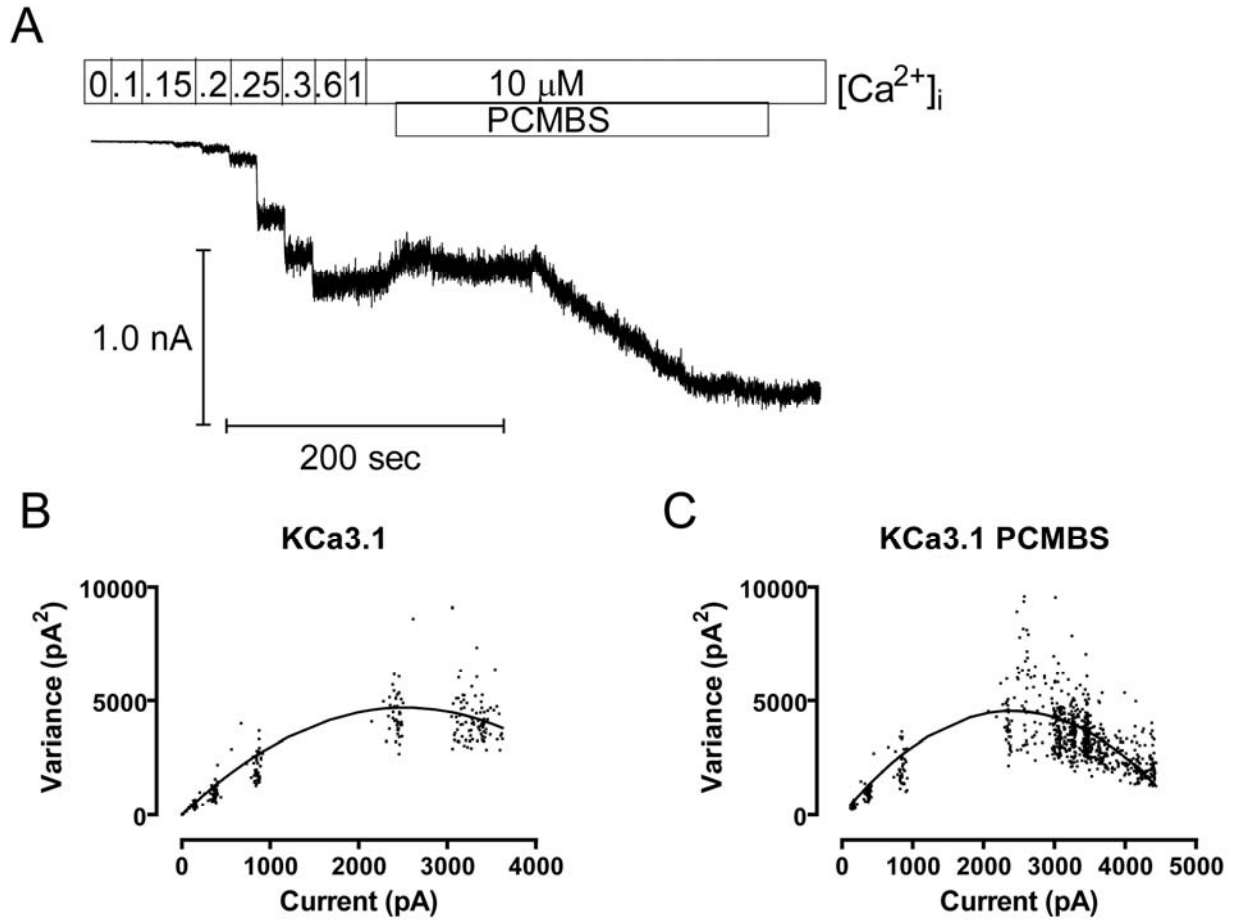 A
0 .1 .15 .2 .25 .3 .6 1 10 μM [Ca²⁺]ᵢ
PCMBS
1.0 nA
200 sec
B
KCa3.1
Variance (pA²)
10000
5000
0
0 1000 2000 3000 4000
Current (pA)
C
KCa3.1 PCMBS
Variance (pA²)
10000
5000
0
0 1000 2000 3000 4000 5000
Current (pA)